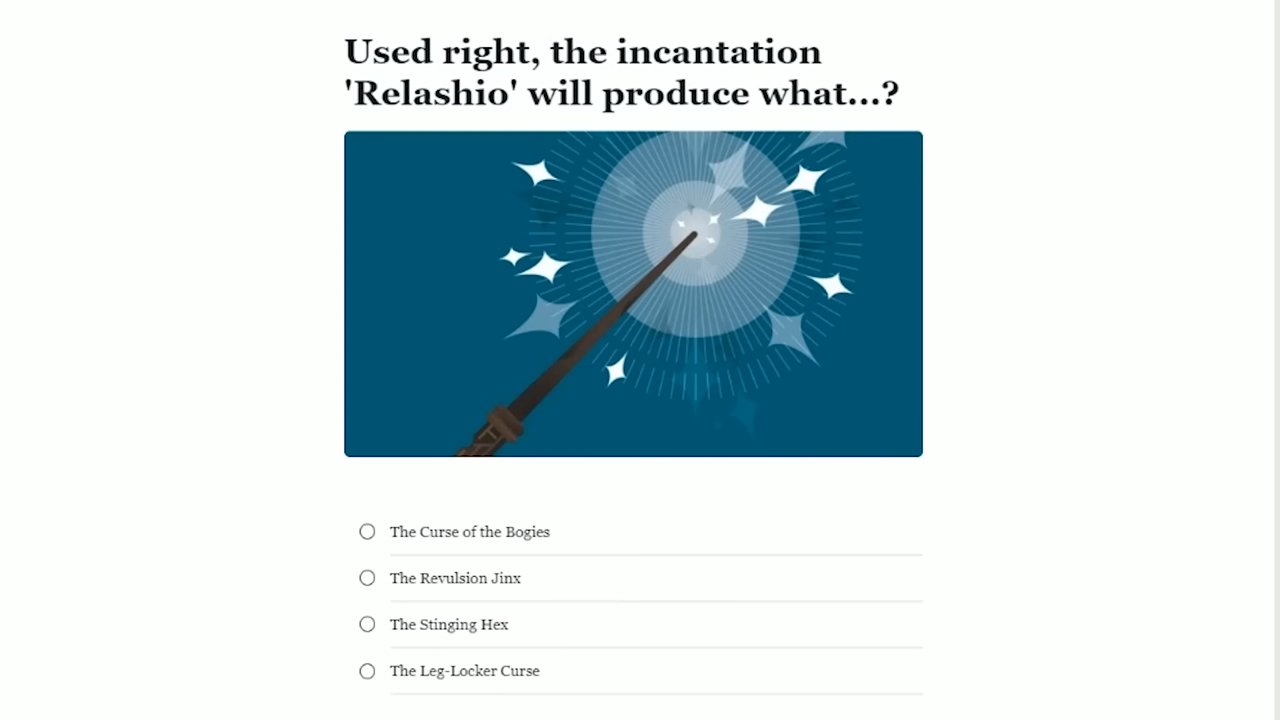 Used right, the incantation
'Relashio' will produce what...?
The Curse of the Bogies
The Revulsion Jinx
The Stinging Hex
The Leg-Locker Curse